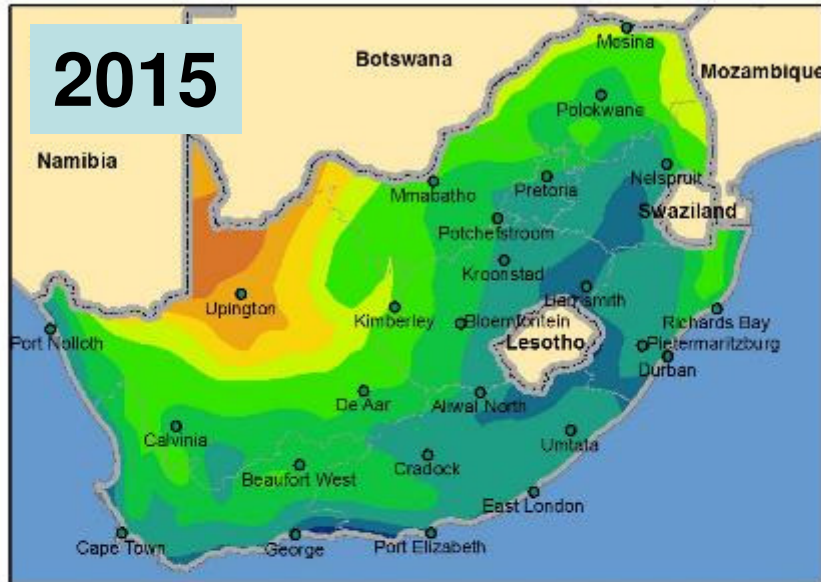 2015
Mesina
Botswana
Mozambique
Polokwane
Namibia
Mmabatho
Pretoria
Nelspruit
Swaziland
Potchefstroom
Kroonstad
Upington
Kimberley
Bloemfontein
Richards Bay
Port Nolloth
Lesotho
Pietermaritzburg
Durban
De Aar
Aliwal North
Calvinia
Umtata
Cradock
Beaufort West
East London
Cape Town
George
Port Elizabeth